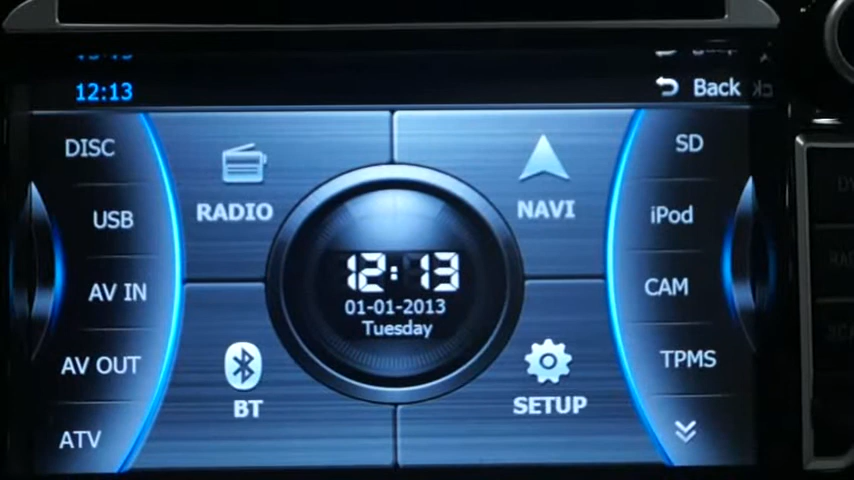 12:13
Back
DISC
USB
AV IN
AV OUT
ATV
RADIO
NAVI
12:13
01-01-2013
Tuesday
BT
SETUP
SD
iPod
CAM
TPMS